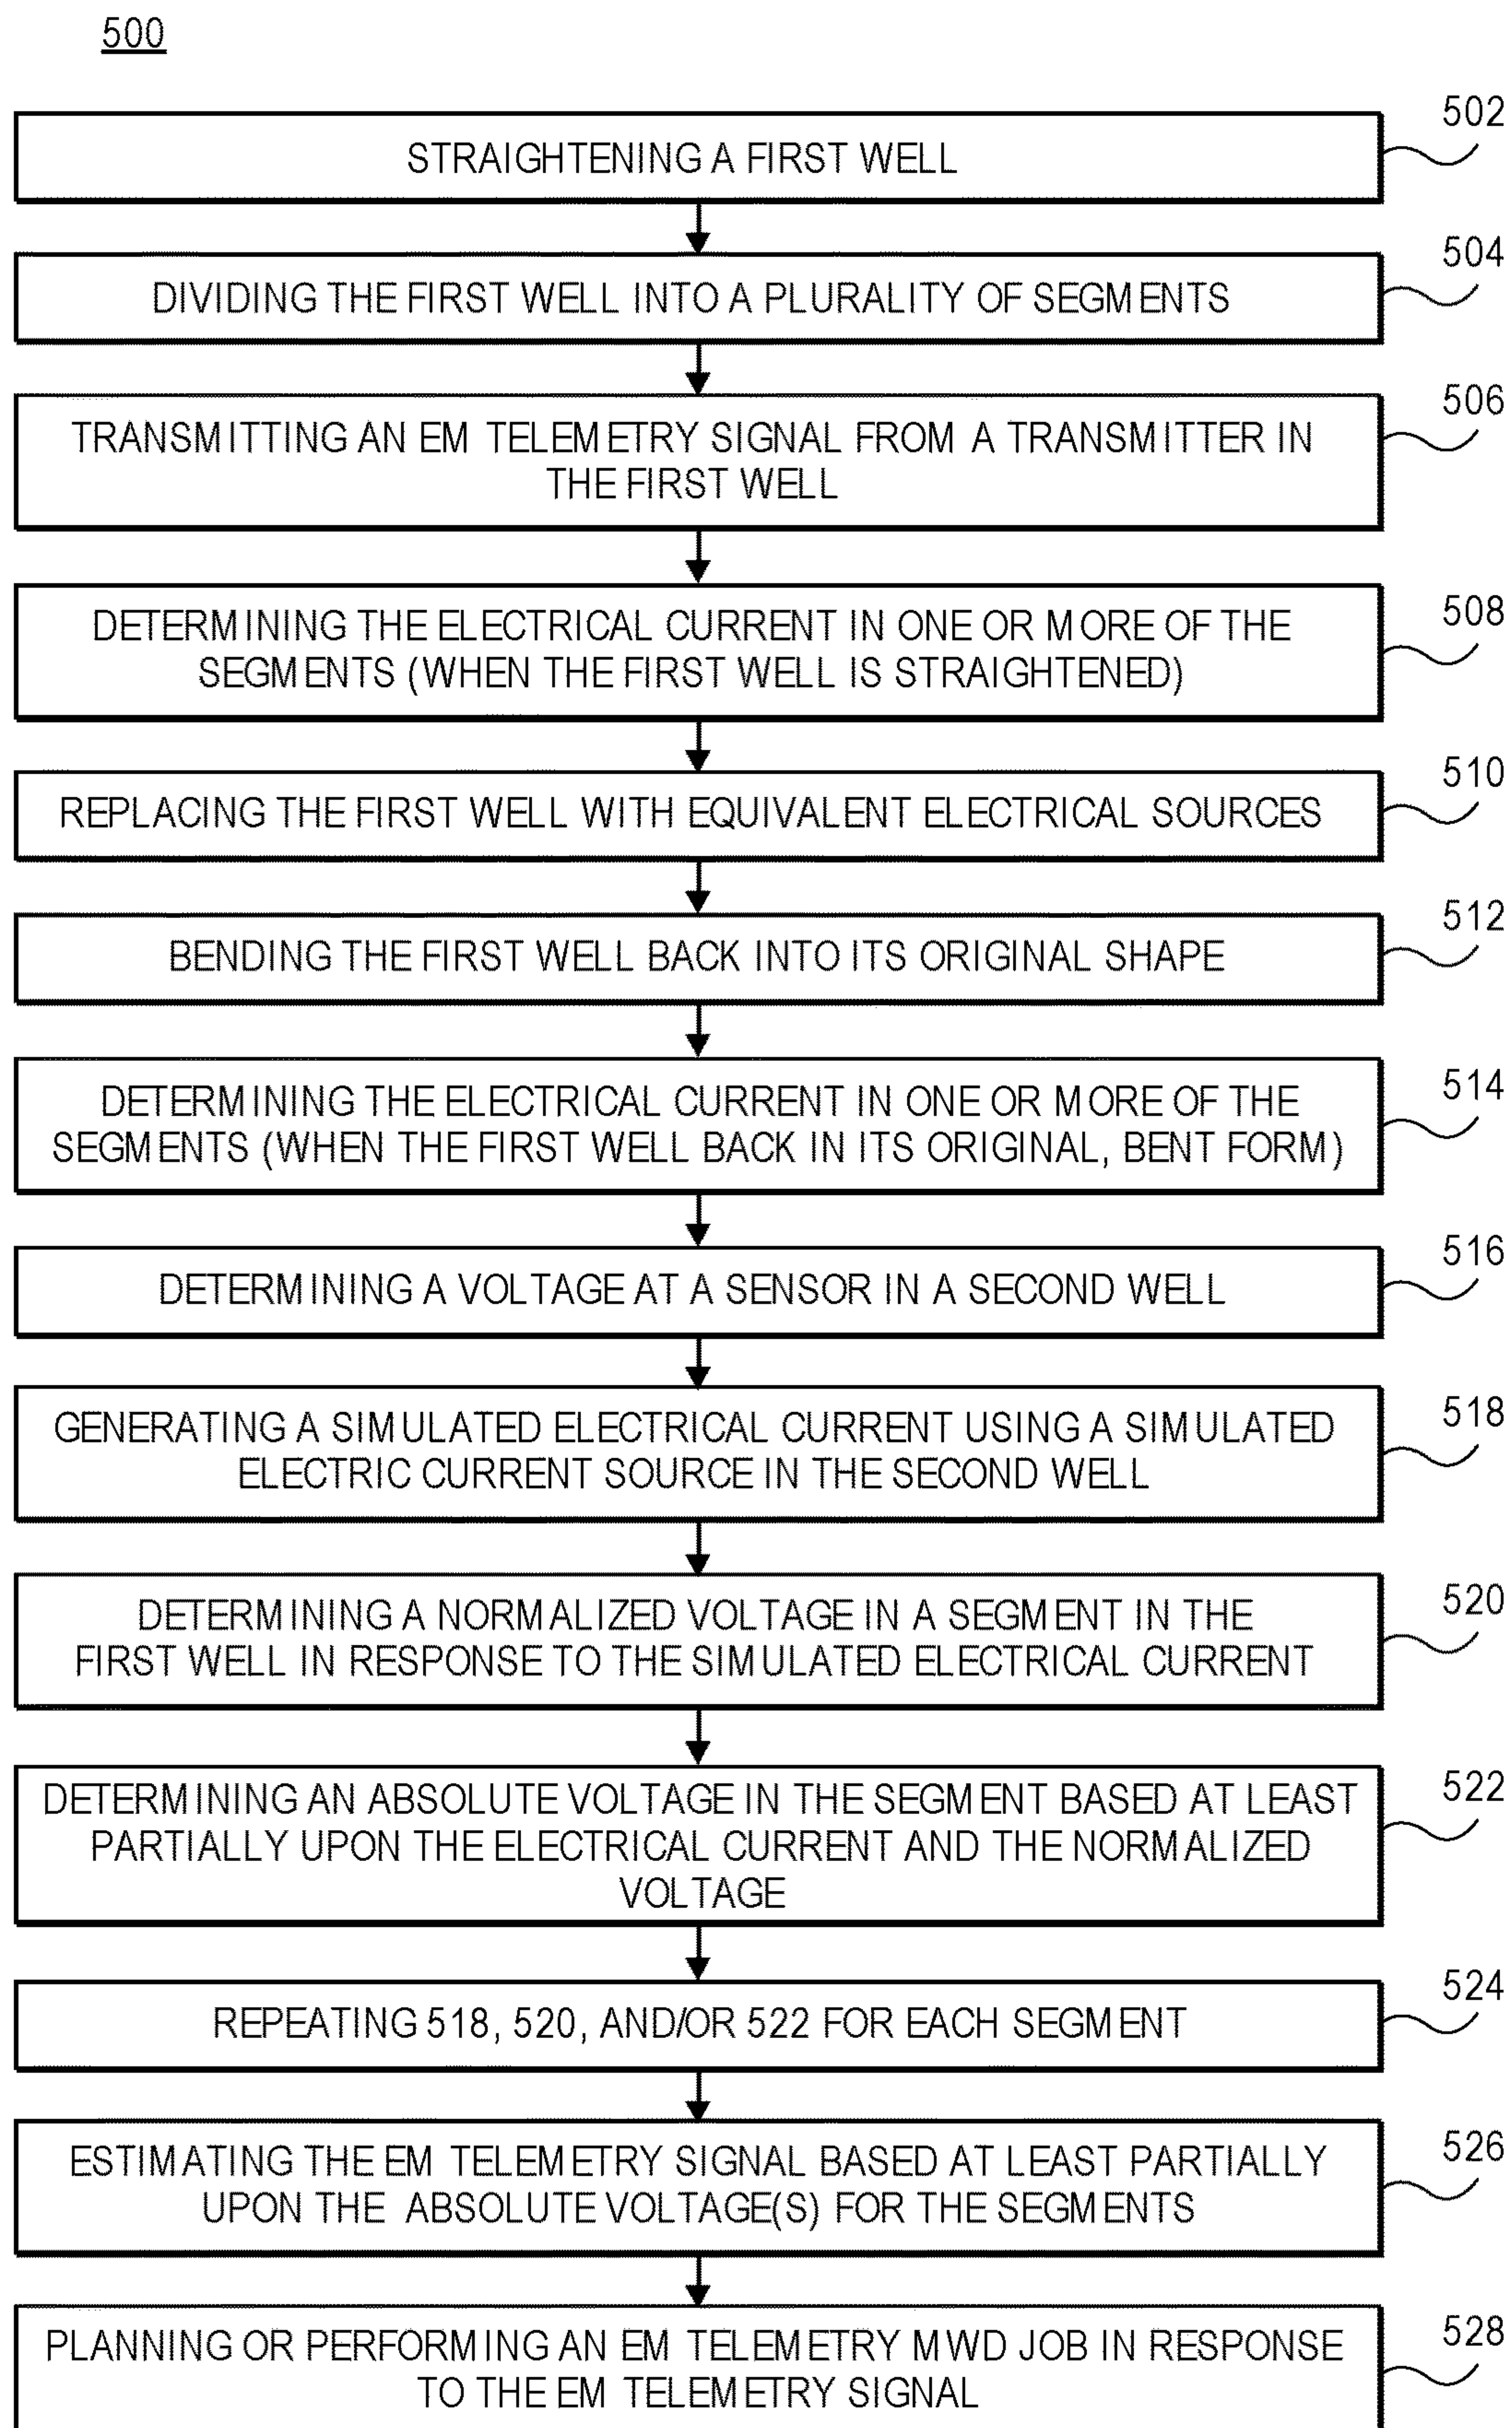 500
502
STRAIGHTENING A FIRST WELL
504
DIVIDING THE FIRST WELL INTO A PLURALITY OF SEGMENTS
506
TRANSMITTING AN EM TELEMETRY SIGNAL FROM A TRANSMITTER IN
THE FIRST WELL
508
DETERMINING THE ELECTRICAL CURRENT IN ONE OR MORE OF THE
SEGMENTS (WHEN THE FIRST WELL IS STRAIGHTENED)
510
REPLACING THE FIRST WELL WITH EQUIVALENT ELECTRICAL SOURCES
512
BENDING THE FIRST WELL BACK INTO ITS ORIGINAL SHAPE
514
DETERMINING THE ELECTRICAL CURRENT IN ONE OR MORE OF THE
SEGMENTS (WHEN THE FIRST WELL BACK IN ITS ORIGINAL, BENT FORM)
516
DETERMINING A VOLTAGE AT A SENSOR IN A SECOND WELL
518
GENERATING A SIMULATED ELECTRICAL CURRENT USING A SIMULATED
ELECTRIC CURRENT SOURCE IN THE SECOND WELL
520
DETERMINING A NORMALIZED VOLTAGE IN A SEGMENT IN THE
FIRST WELL IN RESPONSE TO THE SIMULATED ELECTRICAL CURRENT
522
DETERMINING AN ABSOLUTE VOLTAGE IN THE SEGMENT BASED AT LEAST
PARTIALLY UPON THE ELECTRICAL CURRENT AND THE NORMALIZED
VOLTAGE
524
REPEATING 518, 520, AND/OR 522 FOR EACH SEGMENT
526
ESTIMATING THE EM TELEMETRY SIGNAL BASED AT LEAST PARTIALLY
UPON THE ABSOLUTE VOLTAGE(S) FOR THE SEGMENTS
528
PLANNING OR PERFORMING AN EM TELEMETRY MWD JOB IN RESPONSE
TO THE EM TELEMETRY SIGNAL